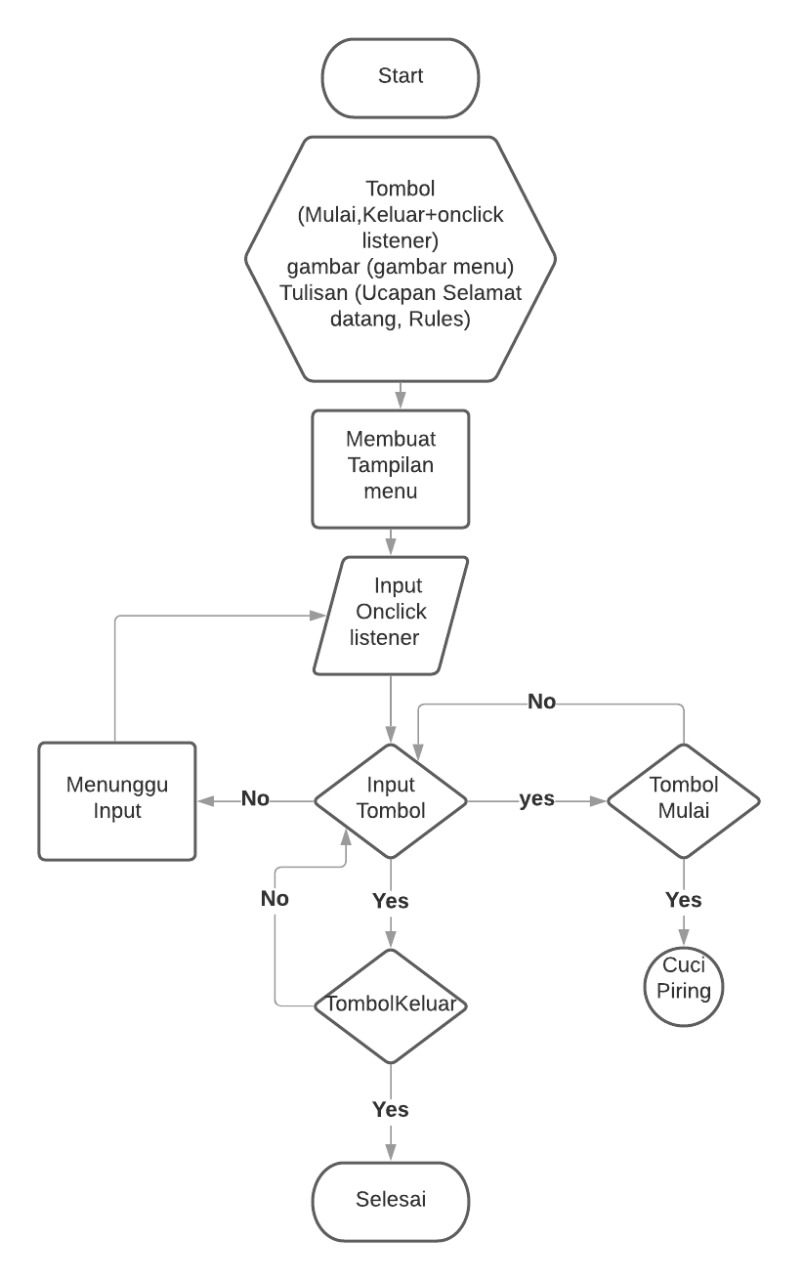 Start
Tombol
(Mulai,Keluar+onclick
listener)
gambar (gambar menu)
Tulisan (Ucapan Selamat
datang, Rules)
Membuat
Tampilan
menu
Input
Onclick
listener
No
Menunggu
Input
No
Input
Tombol
yes
Tombol
Mulai
No
Yes
Yes
Cuci
Piring
TombolKeluar
Yes
Selesai